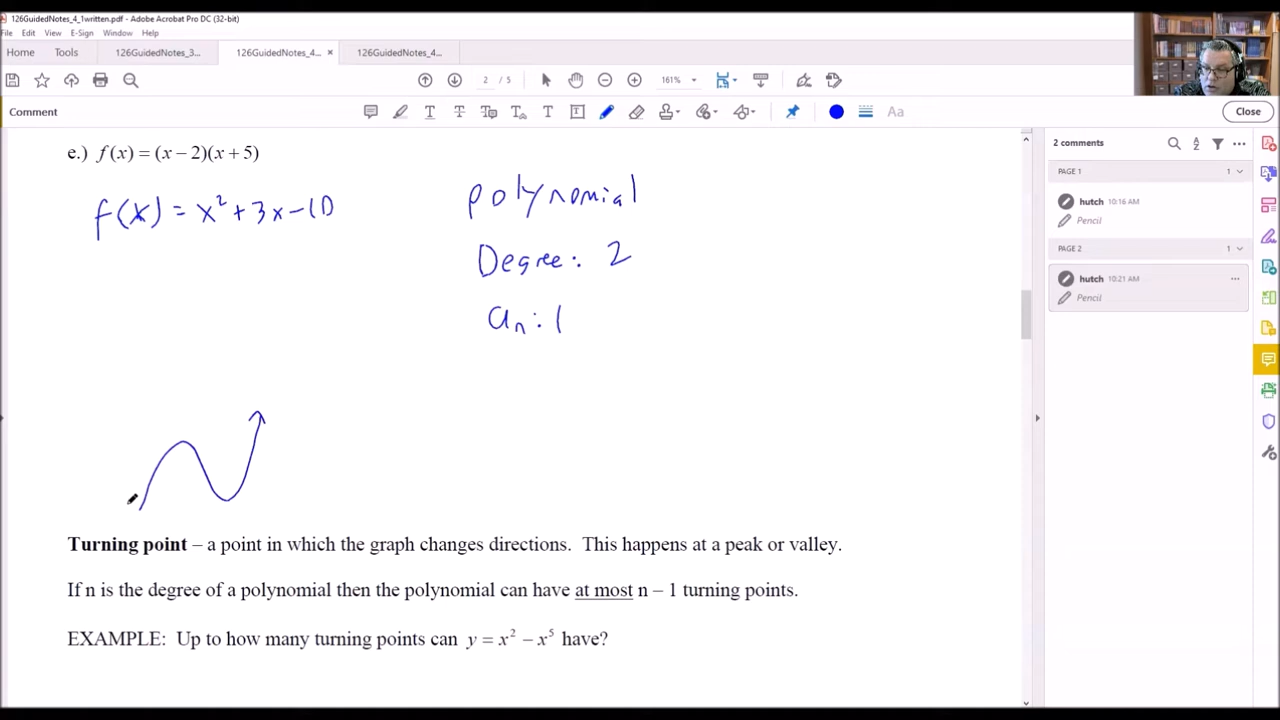 126GuidedNotes_4_1written.pdf - Adobe Acrobat Pro DC (32-bit)
File Edit View E-Sign Window Help
Home Tools 126GuidedNotes_3... 126GuidedNotes_4... × 126GuidedNotes_4...
2 / 5 161%
Comment Aa Close
e.) f(x) = (x − 2)(x + 5)
f(x) = x² + 3x − 10
polynomial
Degree: 2
aₙ: 1
Turning point – a point in which the graph changes directions. This happens at a peak or valley.
If n is the degree of a polynomial then the polynomial can have at most n – 1 turning points.
EXAMPLE: Up to how many turning points can y = x² − x⁵ have?
2 comments
PAGE 1 1
hutch 10:16 AM
Pencil
PAGE 2 1
hutch 10:21 AM
Pencil